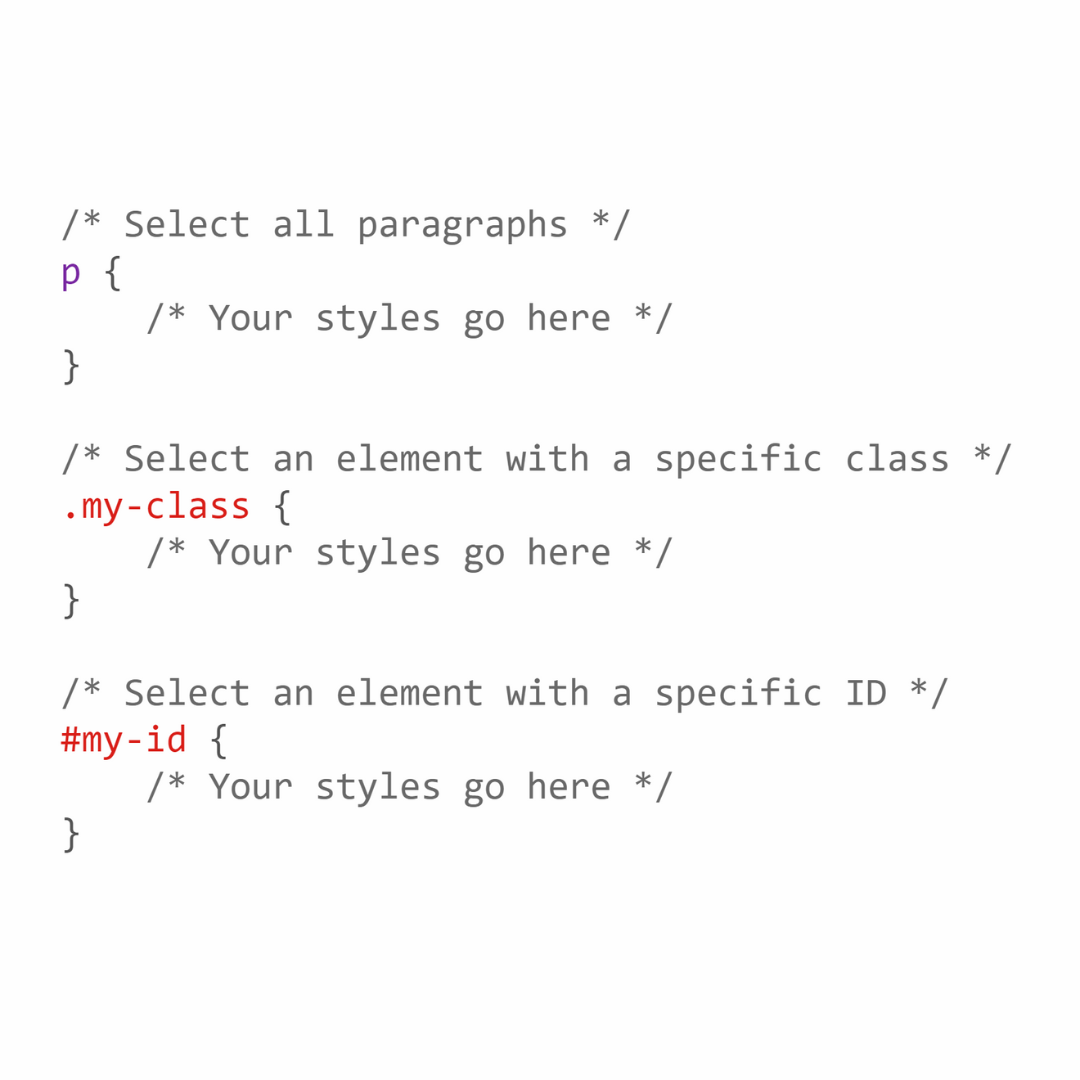 /* Select all paragraphs */
p {
    /* Your styles go here */
}

/* Select an element with a specific class */
.my-class {
    /* Your styles go here */
}

/* Select an element with a specific ID */
#my-id {
    /* Your styles go here */
}